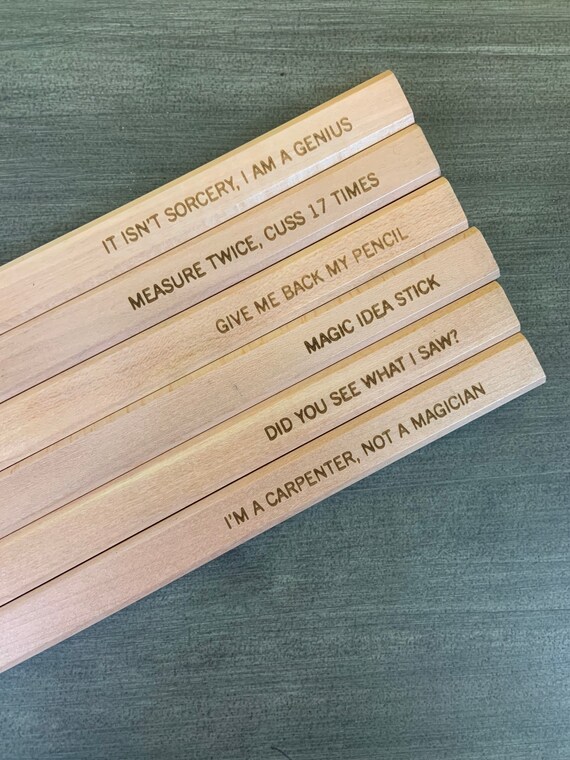 IT ISN'T SORCERY, I AM A GENIUS
MEASURE TWICE, CUSS 17 TIMES
GIVE ME BACK MY PENCIL
MAGIC IDEA STICK
DID YOU SEE WHAT I SAW?
I'M A CARPENTER, NOT A MAGICIAN